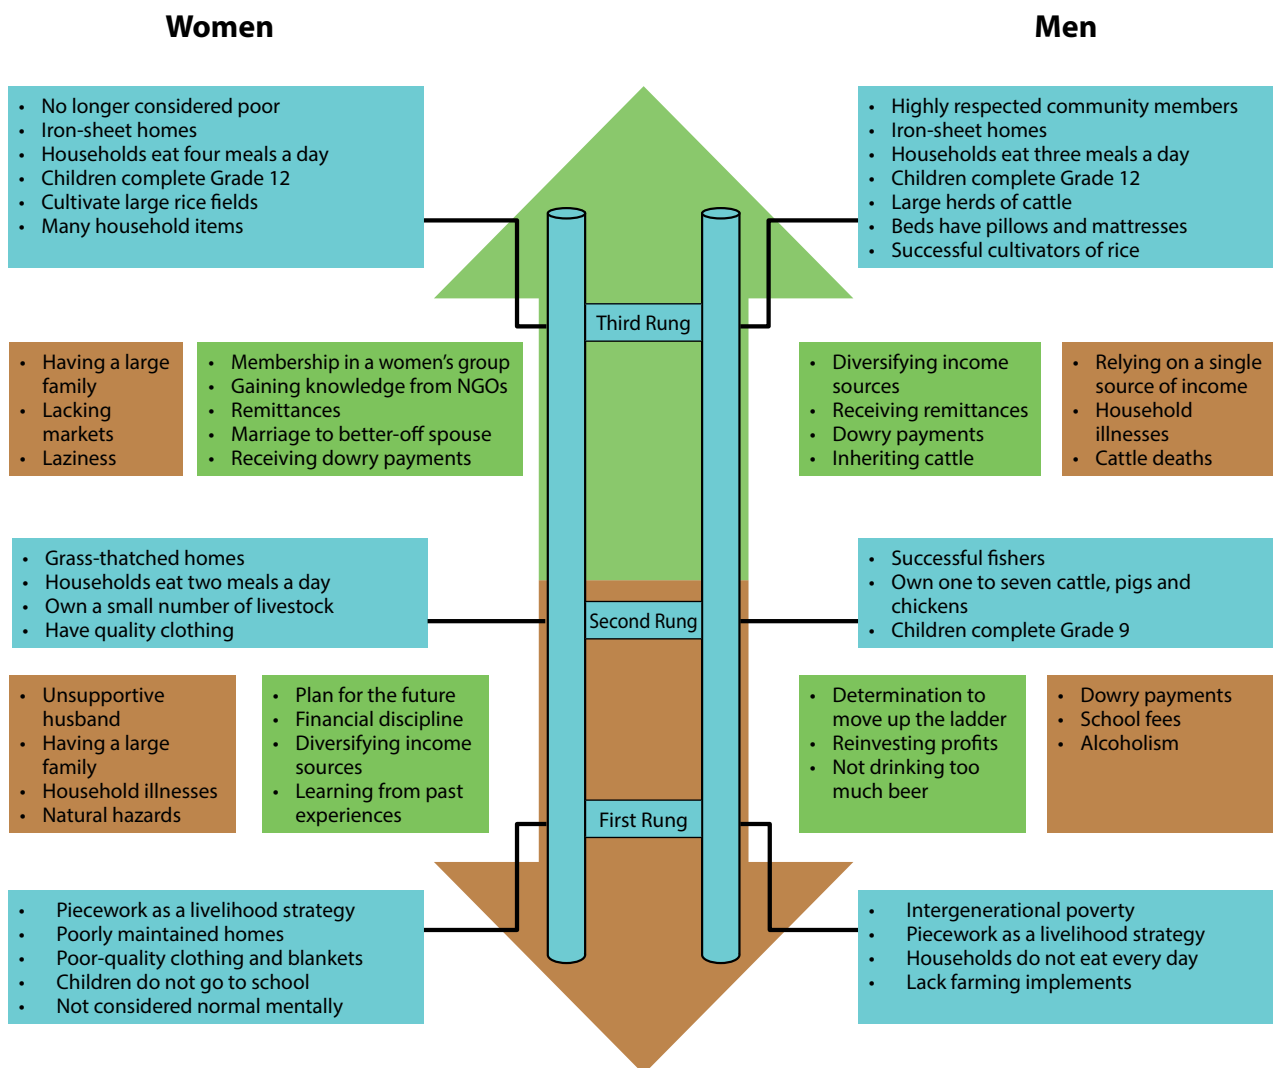 Women
Men
• No longer considered poor
• Iron-sheet homes
• Households eat four meals a day
• Children complete Grade 12
• Cultivate large rice fields
• Many household items
• Highly respected community members
• Iron-sheet homes
• Households eat three meals a day
• Children complete Grade 12
• Large herds of cattle
• Beds have pillows and mattresses
• Successful cultivators of rice
Third Rung
• Having a large
family
• Lacking
markets
• Laziness
• Membership in a women's group
• Gaining knowledge from NGOs
• Remittances
• Marriage to better-off spouse
• Receiving dowry payments
• Diversifying income
sources
• Receiving remittances
• Dowry payments
• Inheriting cattle
• Relying on a single
source of income
• Household
illnesses
• Cattle deaths
• Grass-thatched homes
• Households eat two meals a day
• Own a small number of livestock
• Have quality clothing
Second Rung
• Successful fishers
• Own one to seven cattle, pigs and
chickens
• Children complete Grade 9
• Unsupportive
husband
• Having a large
family
• Household illnesses
• Natural hazards
• Plan for the future
• Financial discipline
• Diversifying income
sources
• Learning from past
experiences
• Determination to
move up the ladder
• Reinvesting profits
• Not drinking too
much beer
• Dowry payments
• School fees
• Alcoholism
First Rung
• Piecework as a livelihood strategy
• Poorly maintained homes
• Poor-quality clothing and blankets
• Children do not go to school
• Not considered normal mentally
• Intergenerational poverty
• Piecework as a livelihood strategy
• Households do not eat every day
• Lack farming implements